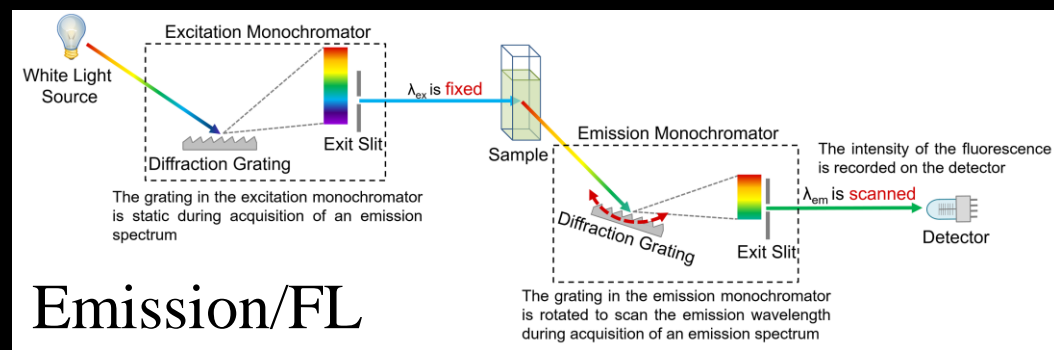 Excitation Monochromator
White Light
Source
λex is fixed
Exit Slit
Diffraction Grating
The grating in the excitation monochromator
is static during acquisition of an emission
spectrum
Sample
Emission Monochromator
The intensity of the fluorescence
is recorded on the detector
λem is scanned
Diffraction Grating
Exit Slit
Detector
The grating in the emission monochromator
is rotated to scan the emission wavelength
during acquisition of an emission spectrum
Emission/FL